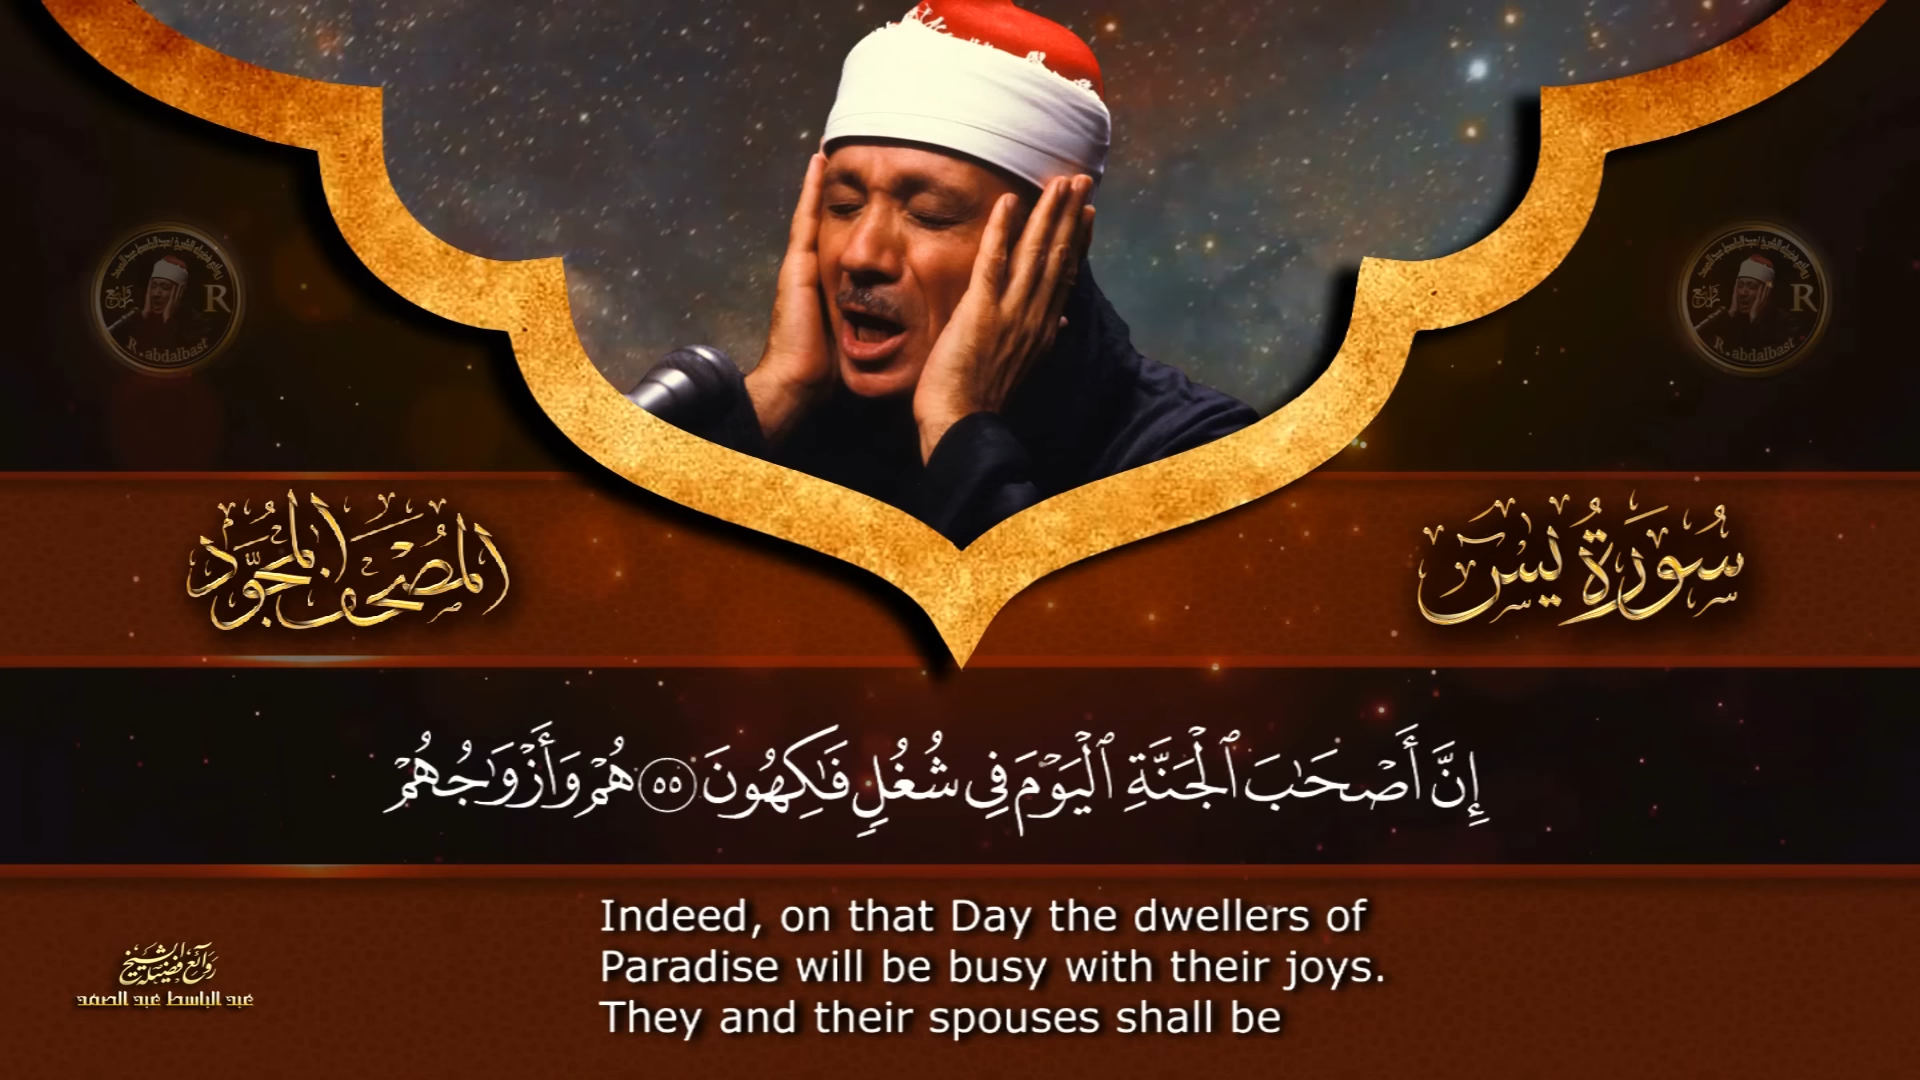 R
R.abdalbast
R
R.abdalbast
المصحف المجود
سُورَةُ يسٓ
إِنَّ أَصْحَٰبَ ٱلْجَنَّةِ ٱلْيَوْمَ فِى شُغُلٍ فَٰكِهُونَ ٥٥ هُمْ وَأَزْوَٰجُهُمْ
Indeed, on that Day the dwellers of
Paradise will be busy with their joys.
They and their spouses shall be
روائع فضيلة الشيخ
عبد الباسط عبد الصمد